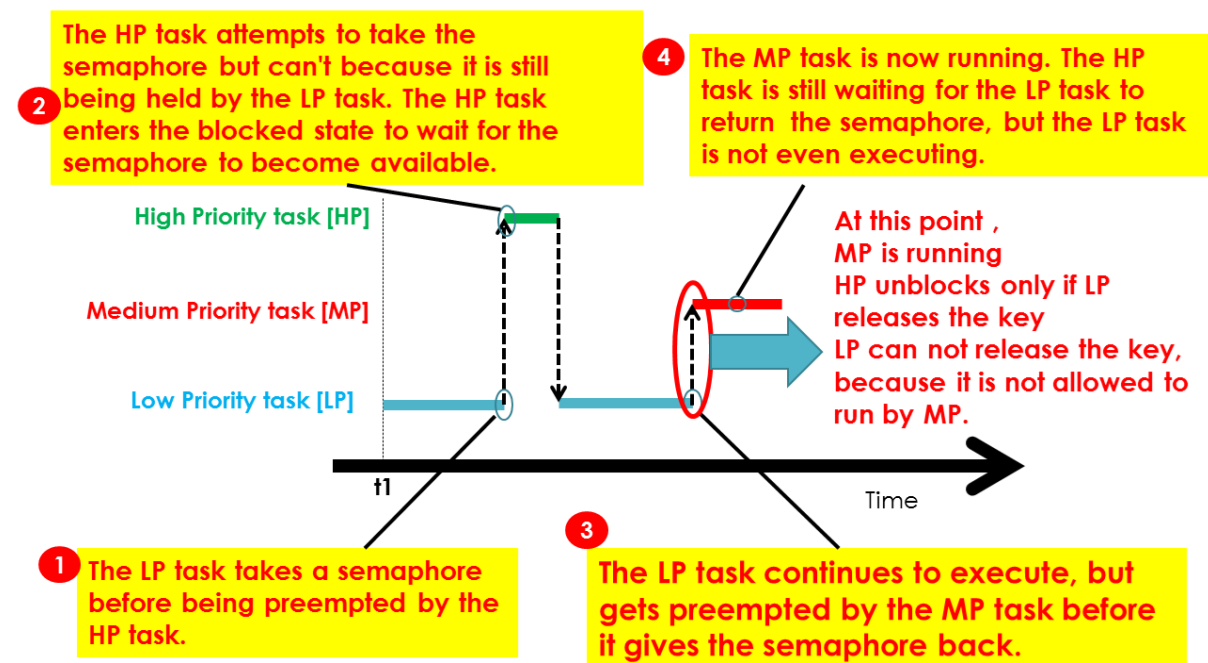 The HP task attempts to take the
semaphore but can't because it is still
being held by the LP task. The HP task
enters the blocked state to wait for the
semaphore to become available.
2
4
The MP task is now running. The HP
task is still waiting for the LP task to
return the semaphore, but the LP task
is not even executing.
High Priority task [HP]
Medium Priority task [MP]
Low Priority task [LP]
At this point ,
MP is running
HP unblocks only if LP
releases the key
LP can not release the key,
because it is not allowed to
run by MP.
t1
Time
1
The LP task takes a semaphore
before being preempted by the
HP task.
3
The LP task continues to execute, but
gets preempted by the MP task before
it gives the semaphore back.